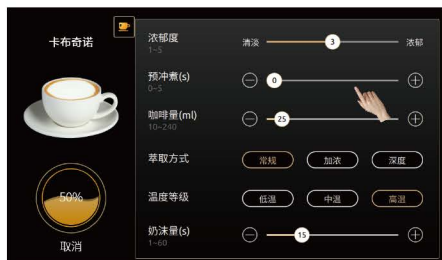 卡布奇诺
50%
取消
浓郁度
1~5
清淡
3
浓郁
预冲煮(s)
0~5
0
咖啡量(ml)
10~240
25
萃取方式
常规
加浓
深度
温度等级
低温
中温
高温
奶沫量(s)
1~60
15